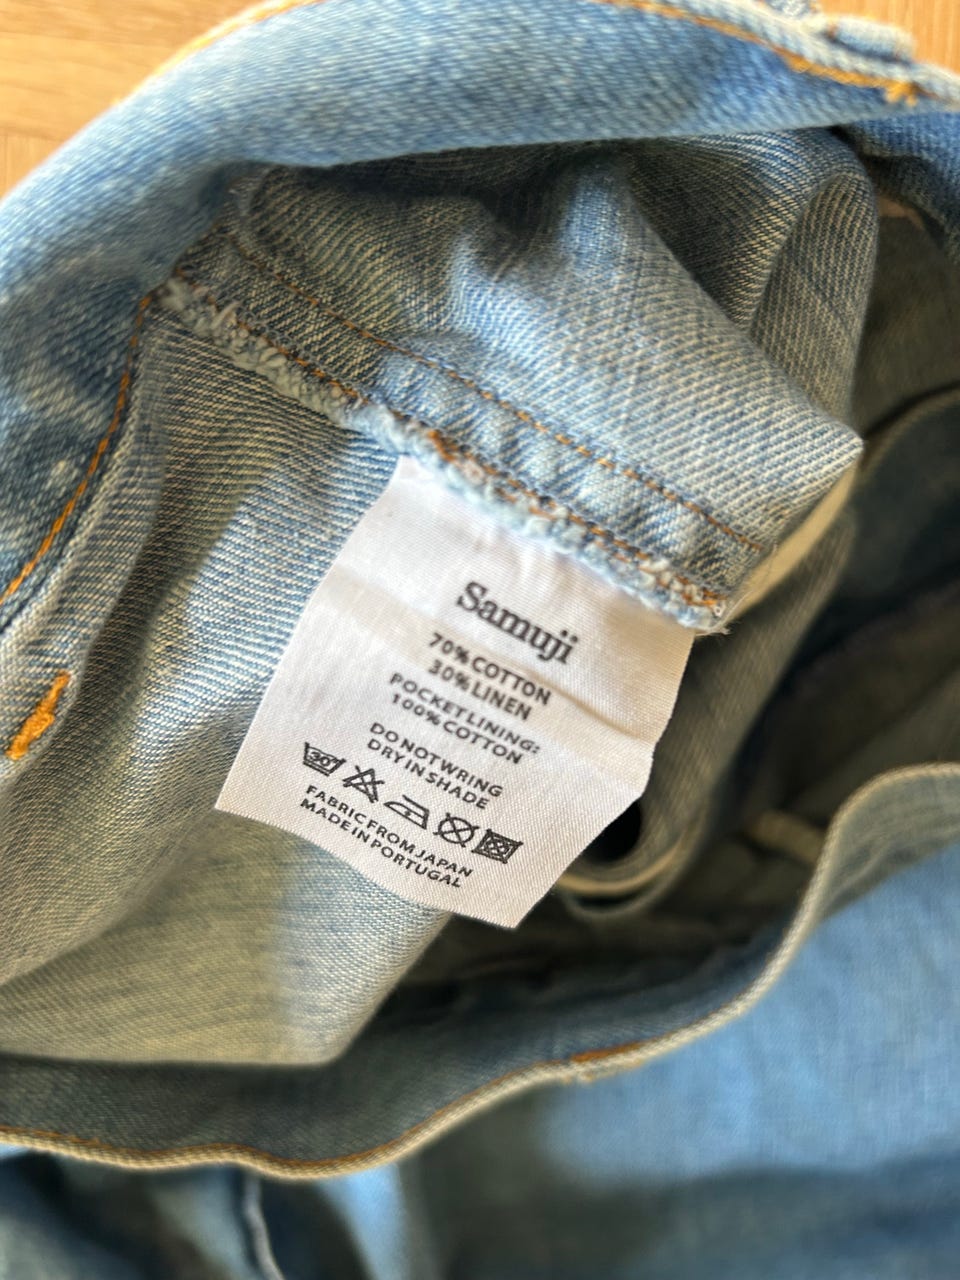 Samuji
70% COTTON
30% LINEN
POCKET LINING:
100% COTTON
DO NOT WRING
DRY IN SHADE
30°
FABRIC FROM JAPAN
MADE IN PORTUGAL